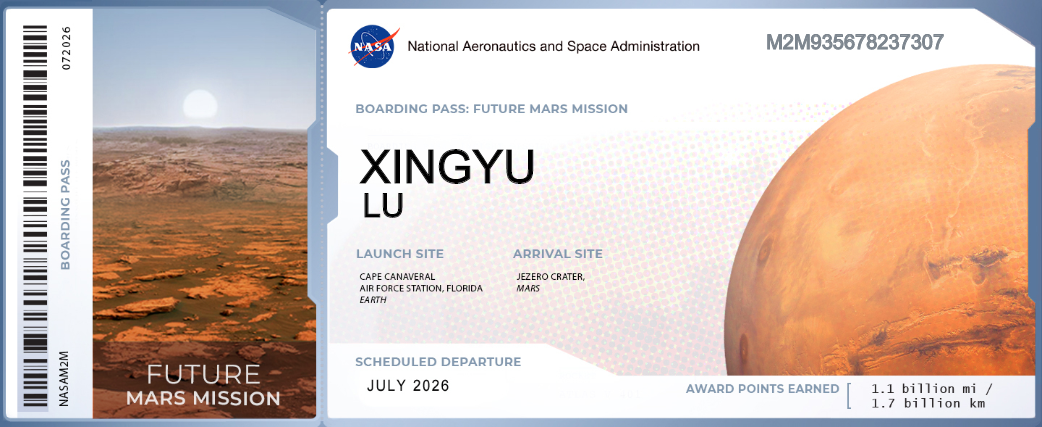 072026
BOARDING PASS
NASAM2M
FUTURE
MARS MISSION
NASA
National Aeronautics and Space Administration
M2M935678237307
BOARDING PASS: FUTURE MARS MISSION
XINGYU
LU
LAUNCH SITE
CAPE CANAVERAL
AIR FORCE STATION, FLORIDA
EARTH
ARRIVAL SITE
JEZERO CRATER,
MARS
SCHEDULED DEPARTURE
JULY 2026
AWARD POINTS EARNED
1.1 billion mi /
1.7 billion km